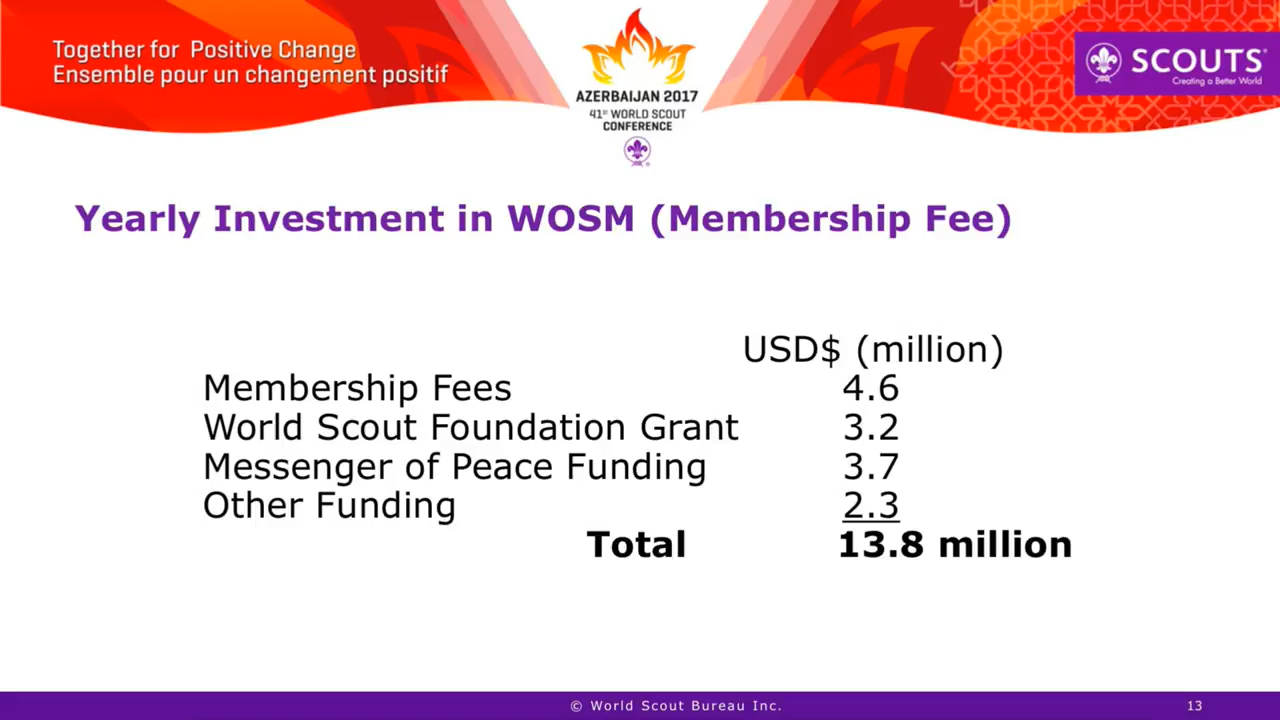 Together for Positive Change
Ensemble pour un changement positif
AZERBAIJAN 2017
41st WORLD SCOUT
CONFERENCE
SCOUTS®
Creating a Better World
Yearly Investment in WOSM (Membership Fee)
USD$ (million)
Membership Fees 4.6
World Scout Foundation Grant 3.2
Messenger of Peace Funding 3.7
Other Funding 2.3
Total 13.8 million
© World Scout Bureau Inc. 13